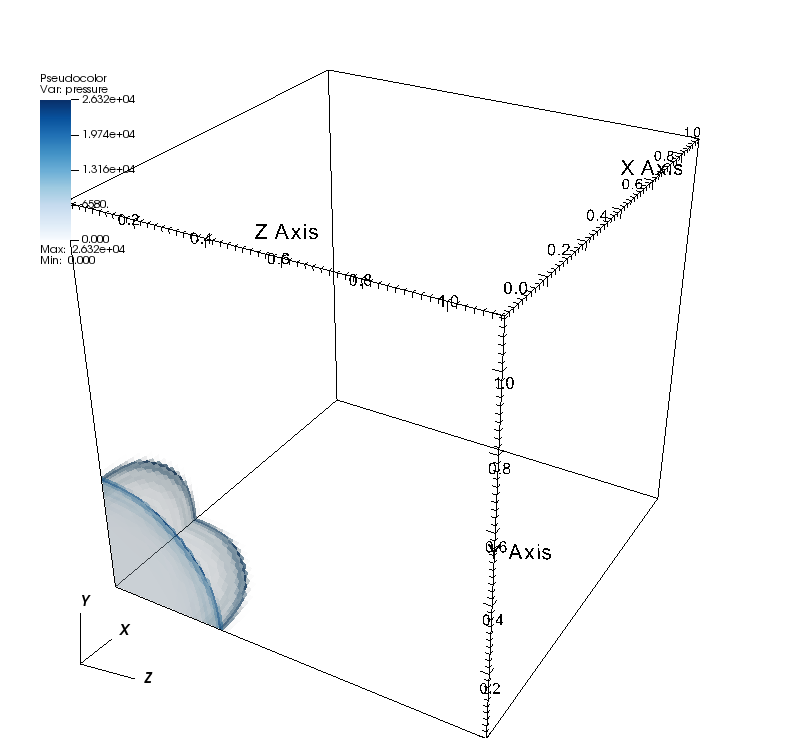 Pseudocolor
Var: pressure
2.632e+04
1.974e+04
1.316e+04
6580.
0.000
Max: 2.632e+04
Min: 0.000
1.0
0.8
X Axis
0.6
0.4
0.2
0.0
0.2
0.4
Z Axis
0.6
0.8
1.0
1.0
0.8
0.6
Y Axis
0.4
0.2
Y
X
Z